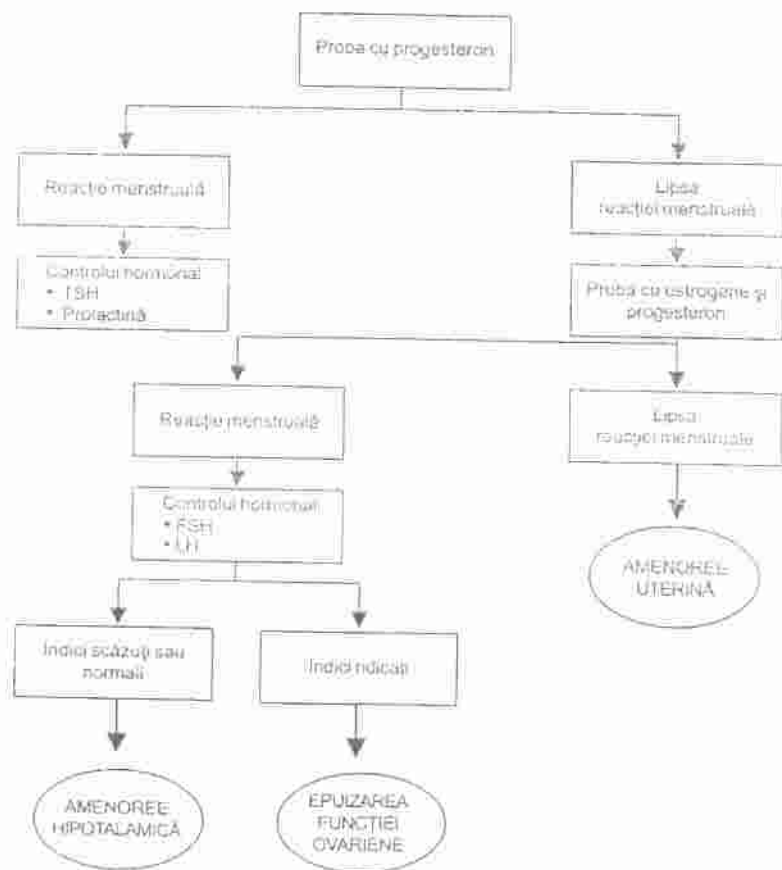 Proba cu progesteron
Reacție menstruală
Lipsa
reacției menstruale
Controlul hormonal
• TSH
• Prolactină
Probă cu estrogene și
progesteron
Reacție menstruală
Lipsa
reacției menstruale
Controlul hormonal
• FSH
• LH
AMENOREE
UTERINĂ
Indici scăzuți sau
normali
Indici ridicați
AMENOREE
HIPOTALAMICĂ
EPUIZAREA
FUNCȚIEI
OVARIENE